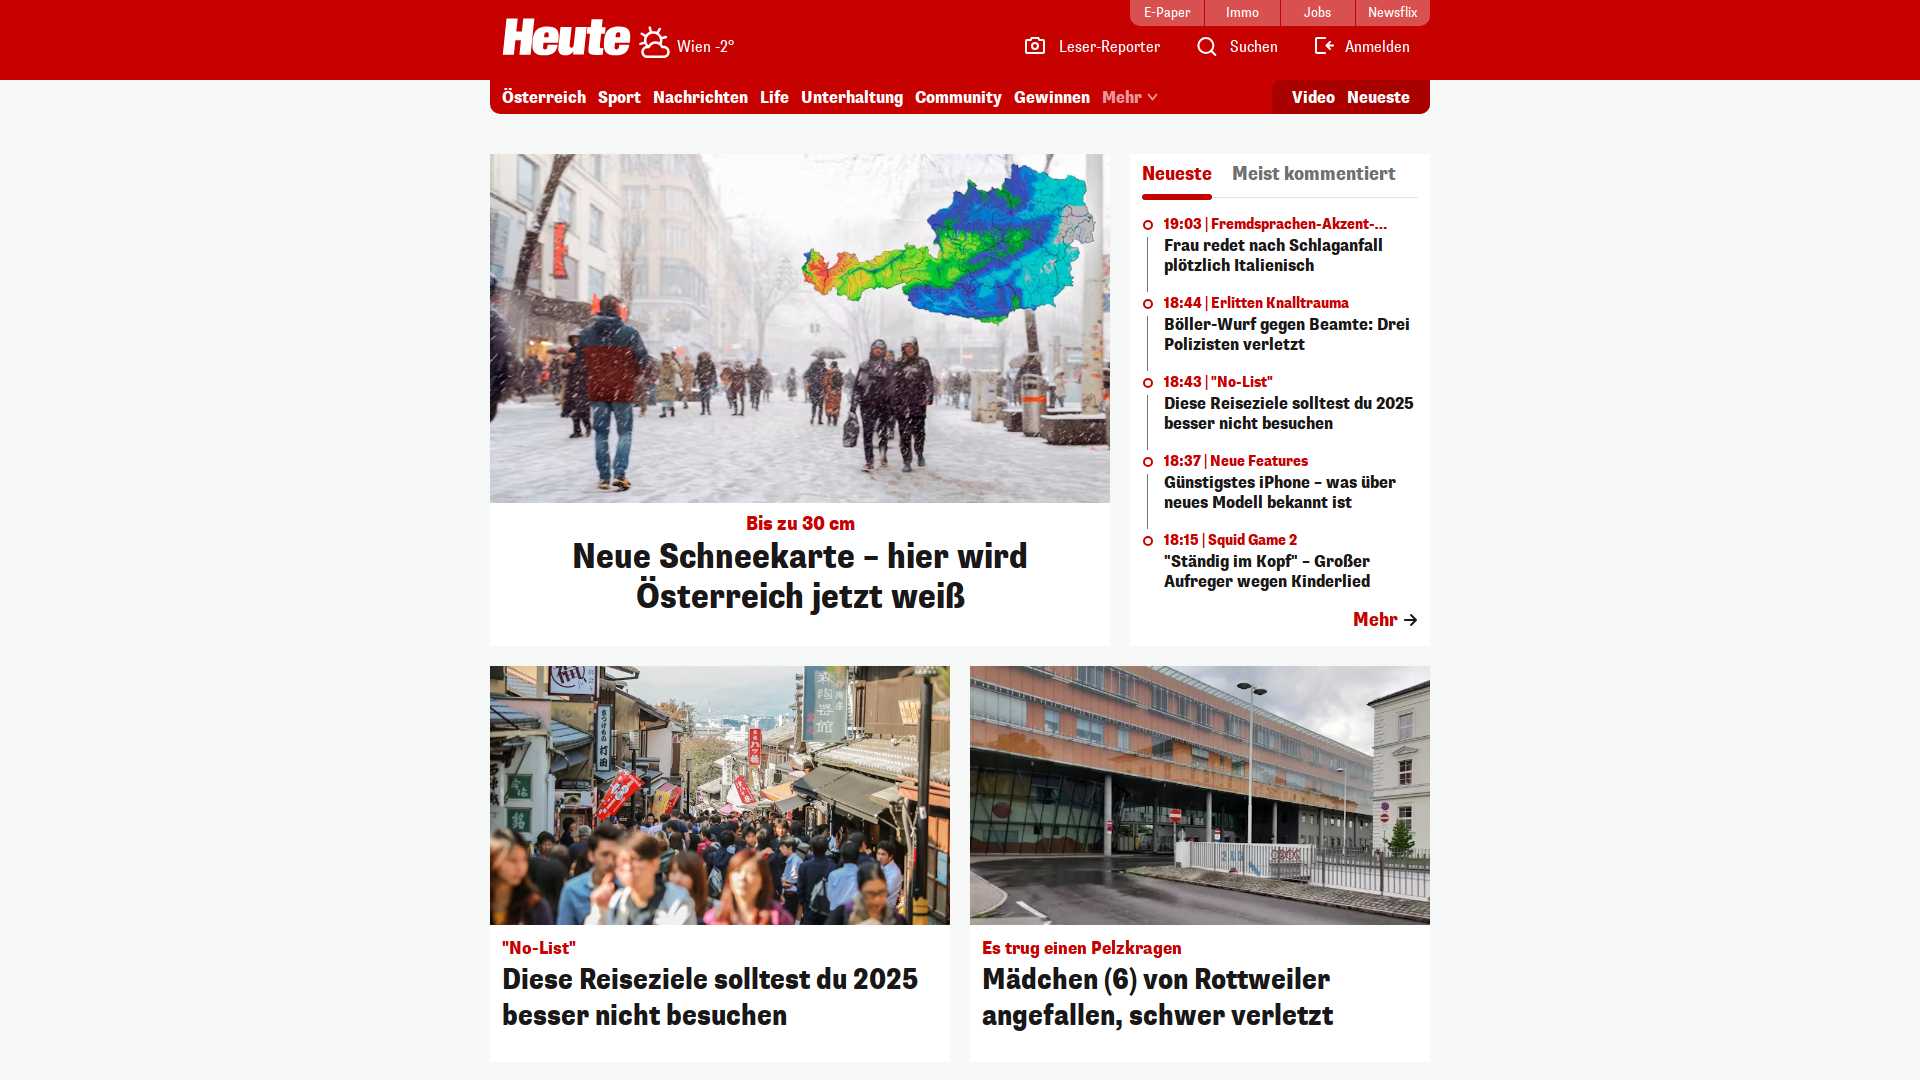 E-Paper
Immo
Jobs
Newsflix
Heute
Wien -2°
Leser-Reporter
Suchen
Anmelden
Österreich
Sport
Nachrichten
Life
Unterhaltung
Community
Gewinnen
Mehr
Video
Neueste
Bis zu 30 cm
Neue Schneekarte – hier wird
Österreich jetzt weiß
Neueste
Meist kommentiert
19:03 | Fremdsprachen-Akzent-...
Frau redet nach Schlaganfall
plötzlich Italienisch
18:44 | Erlitten Knalltrauma
Böller-Wurf gegen Beamte: Drei
Polizisten verletzt
18:43 | "No-List"
Diese Reiseziele solltest du 2025
besser nicht besuchen
18:37 | Neue Features
Günstigstes iPhone – was über
neues Modell bekannt ist
18:15 | Squid Game 2
"Ständig im Kopf" – Großer
Aufreger wegen Kinderlied
Mehr
"No-List"
Diese Reiseziele solltest du 2025
besser nicht besuchen
Es trug einen Pelzkragen
Mädchen (6) von Rottweiler
angefallen, schwer verletzt